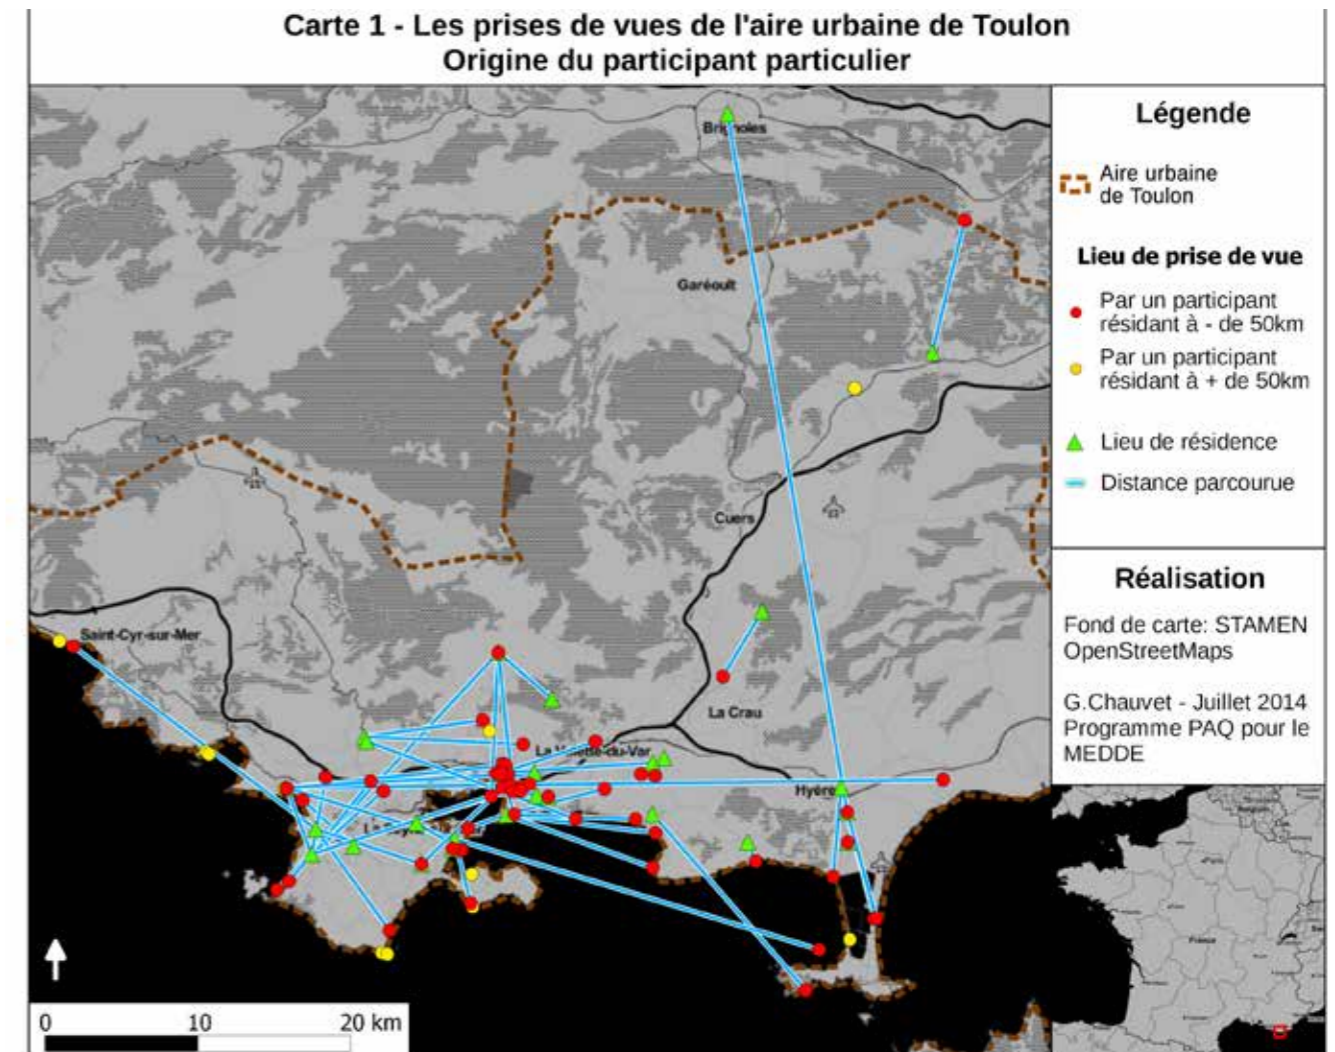 Carte 1 - Les prises de vues de l'aire urbaine de Toulon
Origine du participant particulier
Légende
Aire urbaine
de Toulon
Lieu de prise de vue
Par un participant
résidant à - de 50km
Par un participant
résidant à + de 50km
Lieu de résidence
Distance parcourue
Réalisation
Fond de carte: STAMEN
OpenStreetMaps
G.Chauvet - Juillet 2014
Programme PAQ pour le
MEDDE
Garéoult
Cuers
Saint-Cyr-sur-Mer
La Crau
France
0 10 20 km